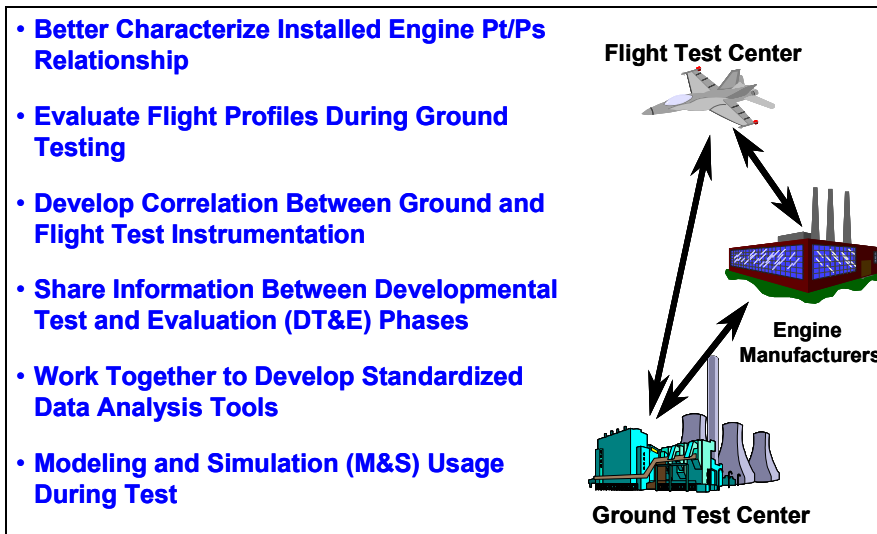 • Better Characterize Installed Engine Pt/Ps
Relationship
• Evaluate Flight Profiles During Ground
Testing
• Develop Correlation Between Ground and
Flight Test Instrumentation
• Share Information Between Developmental
Test and Evaluation (DT&E) Phases
• Work Together to Develop Standardized
Data Analysis Tools
• Modeling and Simulation (M&S) Usage
During Test
Flight Test Center
Engine
Manufacturers
Ground Test Center